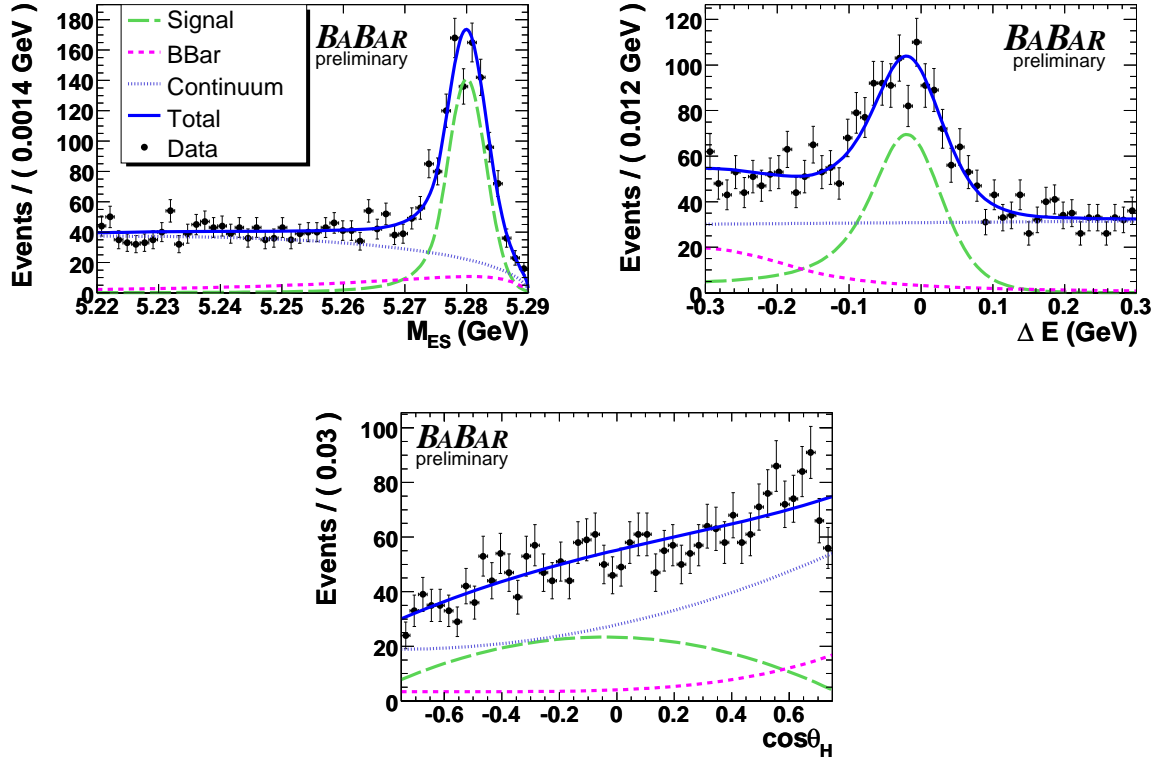 Events / ( 0.0014 GeV )
180
160
140
120
100
80
60
40
20
0
Signal
BBar
Continuum
Total
Data
BABAR
preliminary
5.22 5.23 5.24 5.25 5.26 5.27 5.28 5.29
M_ES (GeV)
Events / ( 0.012 GeV )
120
100
80
60
40
20
0
BABAR
preliminary
-0.3 -0.2 -0.1 0 0.1 0.2 0.3
Δ E (GeV)
Events / ( 0.03 )
100
80
60
40
20
0
BABAR
preliminary
-0.6 -0.4 -0.2 0 0.2 0.4 0.6
cosθ_H